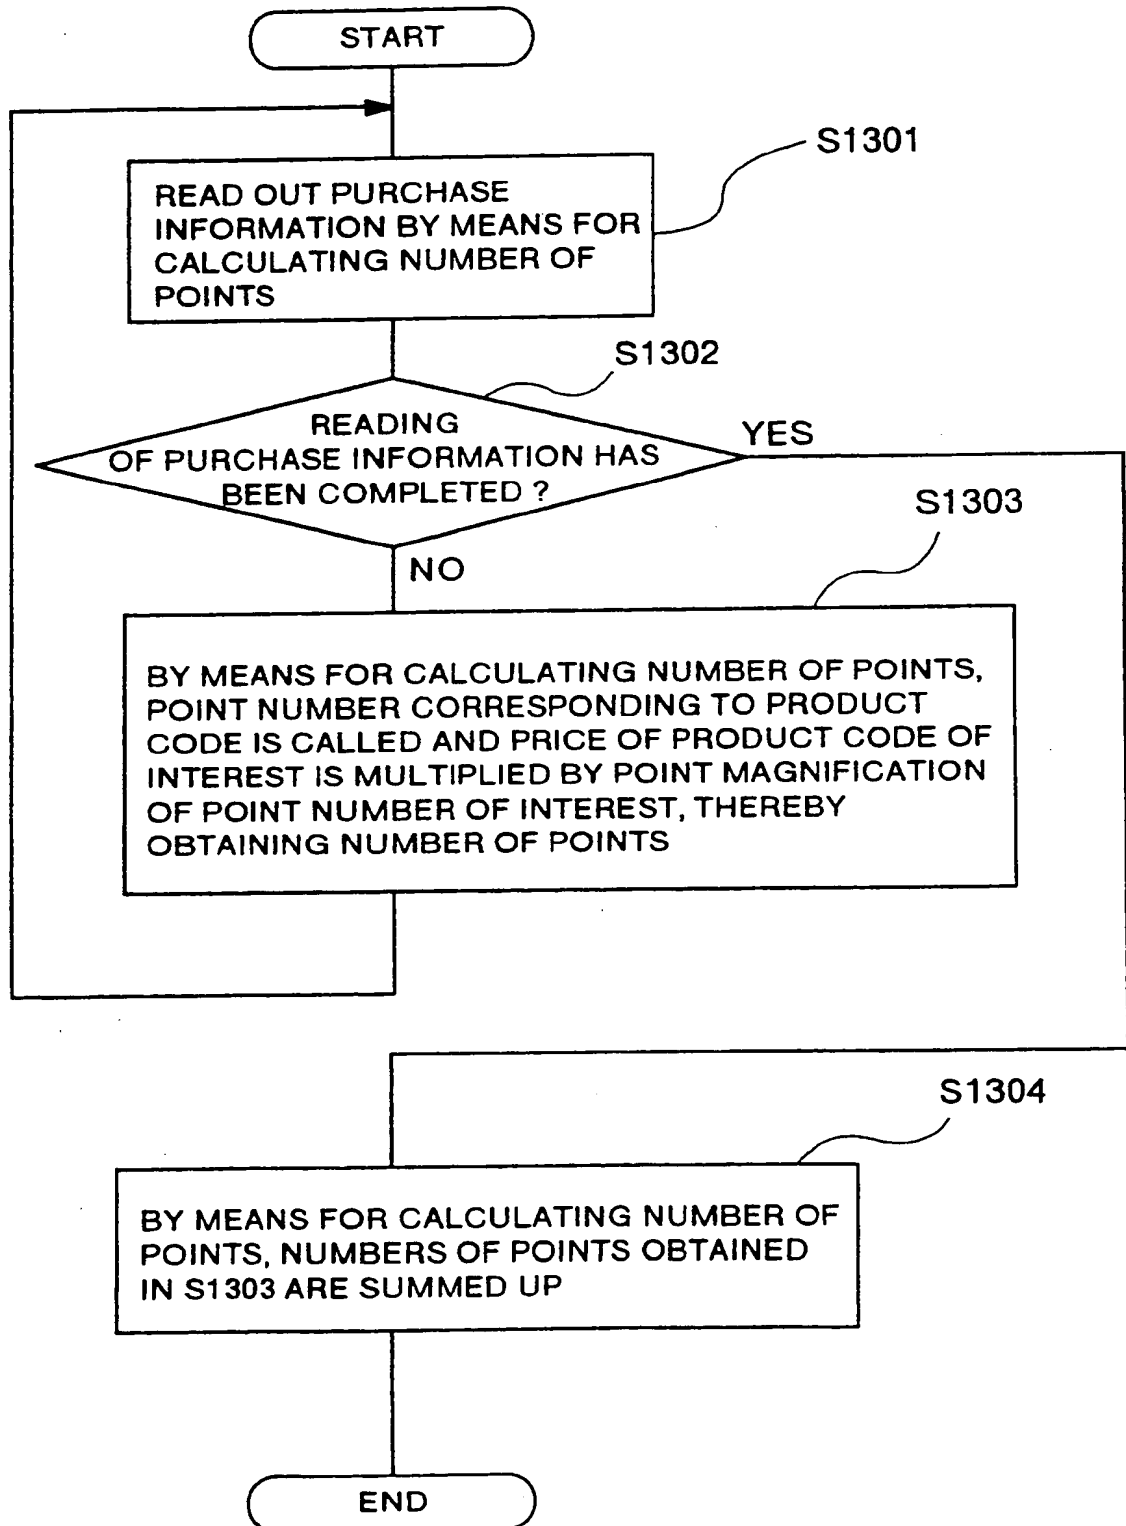 START
S1301
READ OUT PURCHASE
INFORMATION BY MEANS FOR
CALCULATING NUMBER OF
POINTS
S1302
READING
OF PURCHASE INFORMATION HAS
BEEN COMPLETED ?
YES
NO
S1303
BY MEANS FOR CALCULATING NUMBER OF POINTS,
POINT NUMBER CORRESPONDING TO PRODUCT
CODE IS CALLED AND PRICE OF PRODUCT CODE OF
INTEREST IS MULTIPLIED BY POINT MAGNIFICATION
OF POINT NUMBER OF INTEREST, THEREBY
OBTAINING NUMBER OF POINTS
S1304
BY MEANS FOR CALCULATING NUMBER OF
POINTS, NUMBERS OF POINTS OBTAINED
IN S1303 ARE SUMMED UP
END